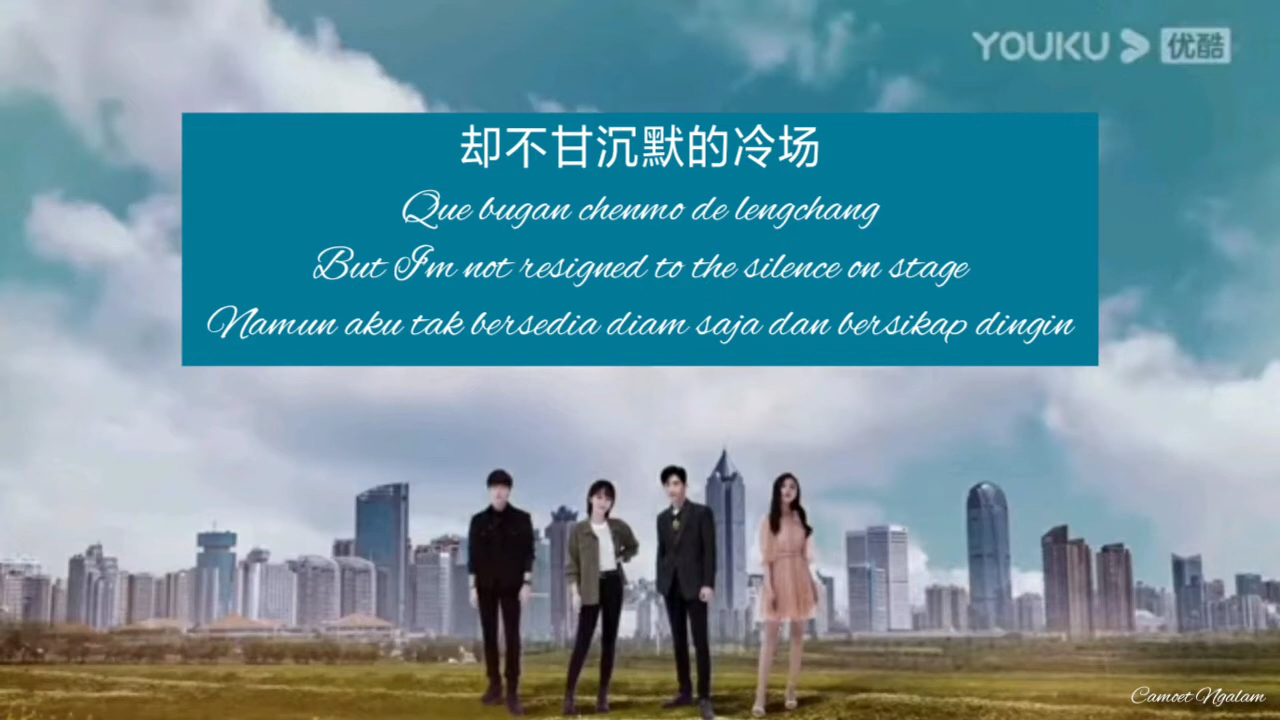 YOUKU 优酷
却不甘沉默的冷场
Que bugan chenmo de lengchang
But I'm not resigned to the silence on stage
Namun aku tak bersedia diam saja dan bersikap dingin
Camoet Ngalam